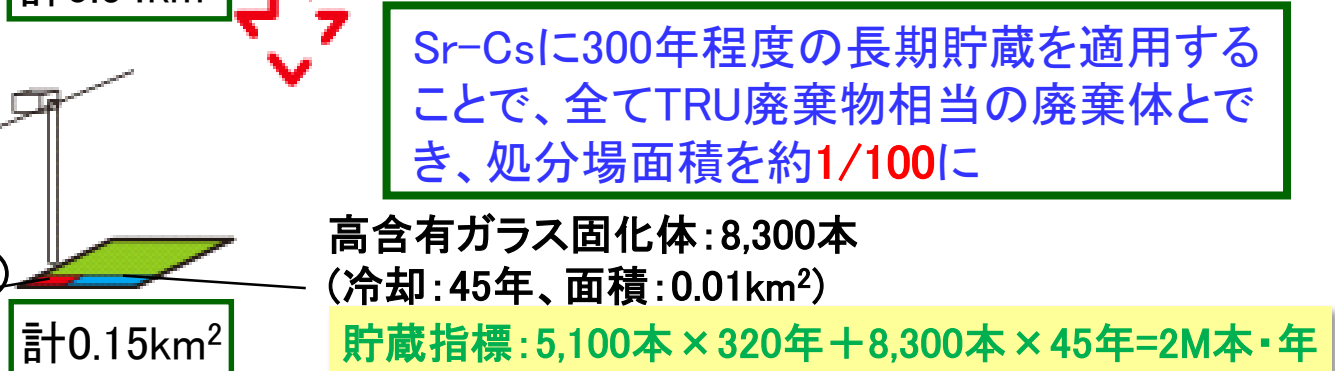 Sr-Csに300年程度の長期貯蔵を適用する
ことで、全てTRU廃棄物相当の廃棄体とで
き、処分場面積を約1/100に
高含有ガラス固化体:8,300本
(冷却:45年、面積:0.01km²)
計0.15km²
貯蔵指標:5,100本×320年+8,300本×45年=2M本・年